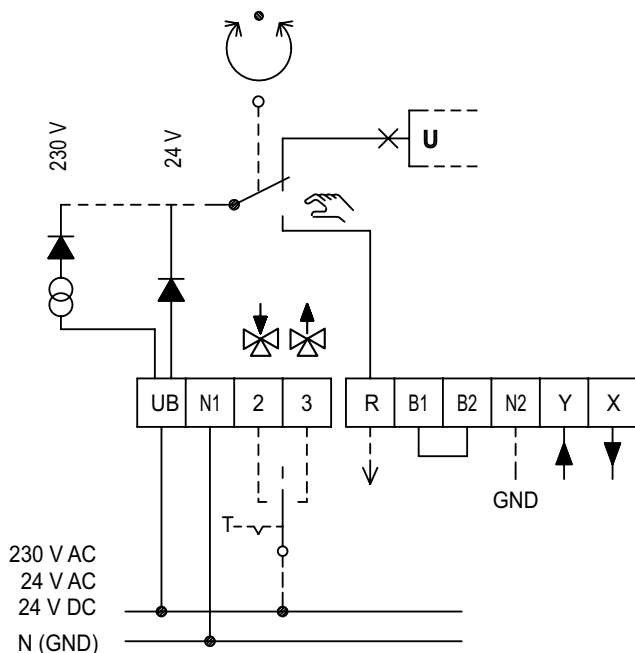 230 V
24 V
U
UB N1 2 3 R B1 B2 N2 Y X
GND
T
230 V AC
24 V AC
24 V DC
N (GND)